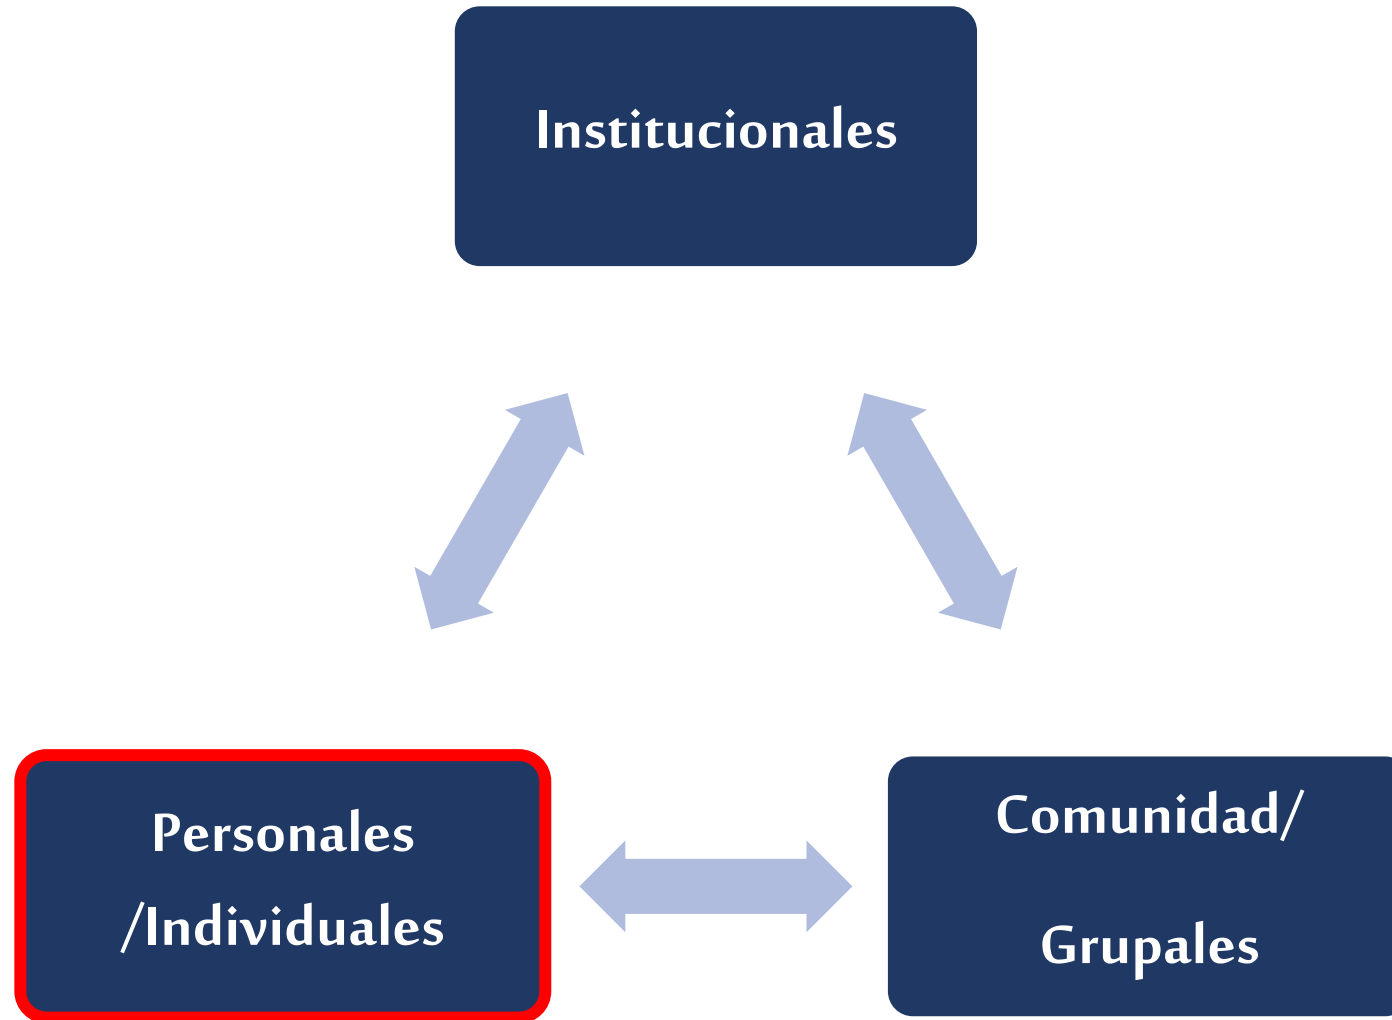 Institucionales
Personales
/Individuales
Comunidad/
Grupales